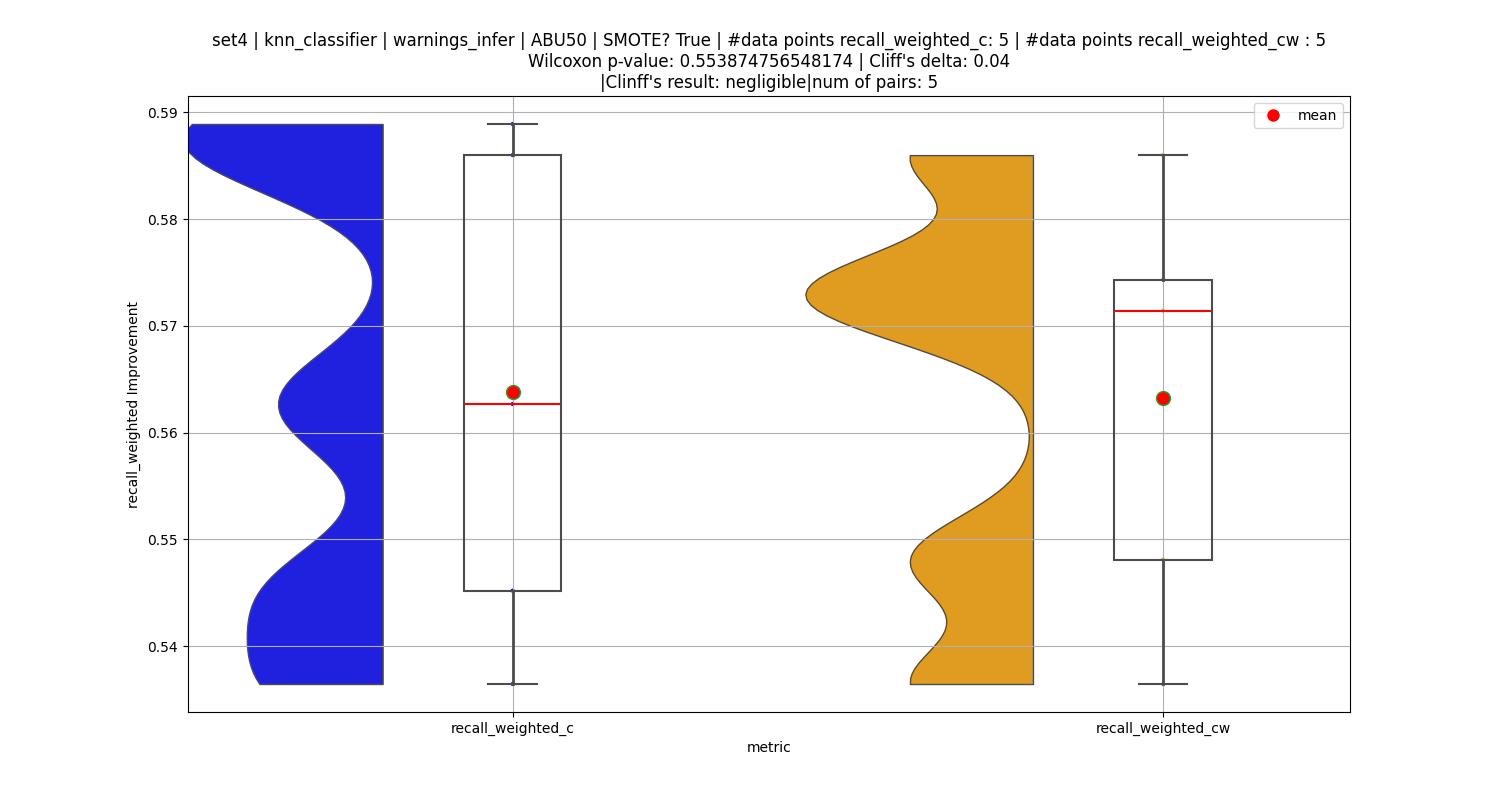 set4 | knn_classifier | warnings_infer | ABU50 | SMOTE? True | #data points recall_weighted_c: 5 | #data points recall_weighted_cw : 5
Wilcoxon p-value: 0.553874756548174 | Cliff's delta: 0.04
|Clinff's result: negligible|num of pairs: 5
mean
0.59
0.58
0.57
0.56
0.55
0.54
recall_weighted Improvement
recall_weighted_c
recall_weighted_cw
metric